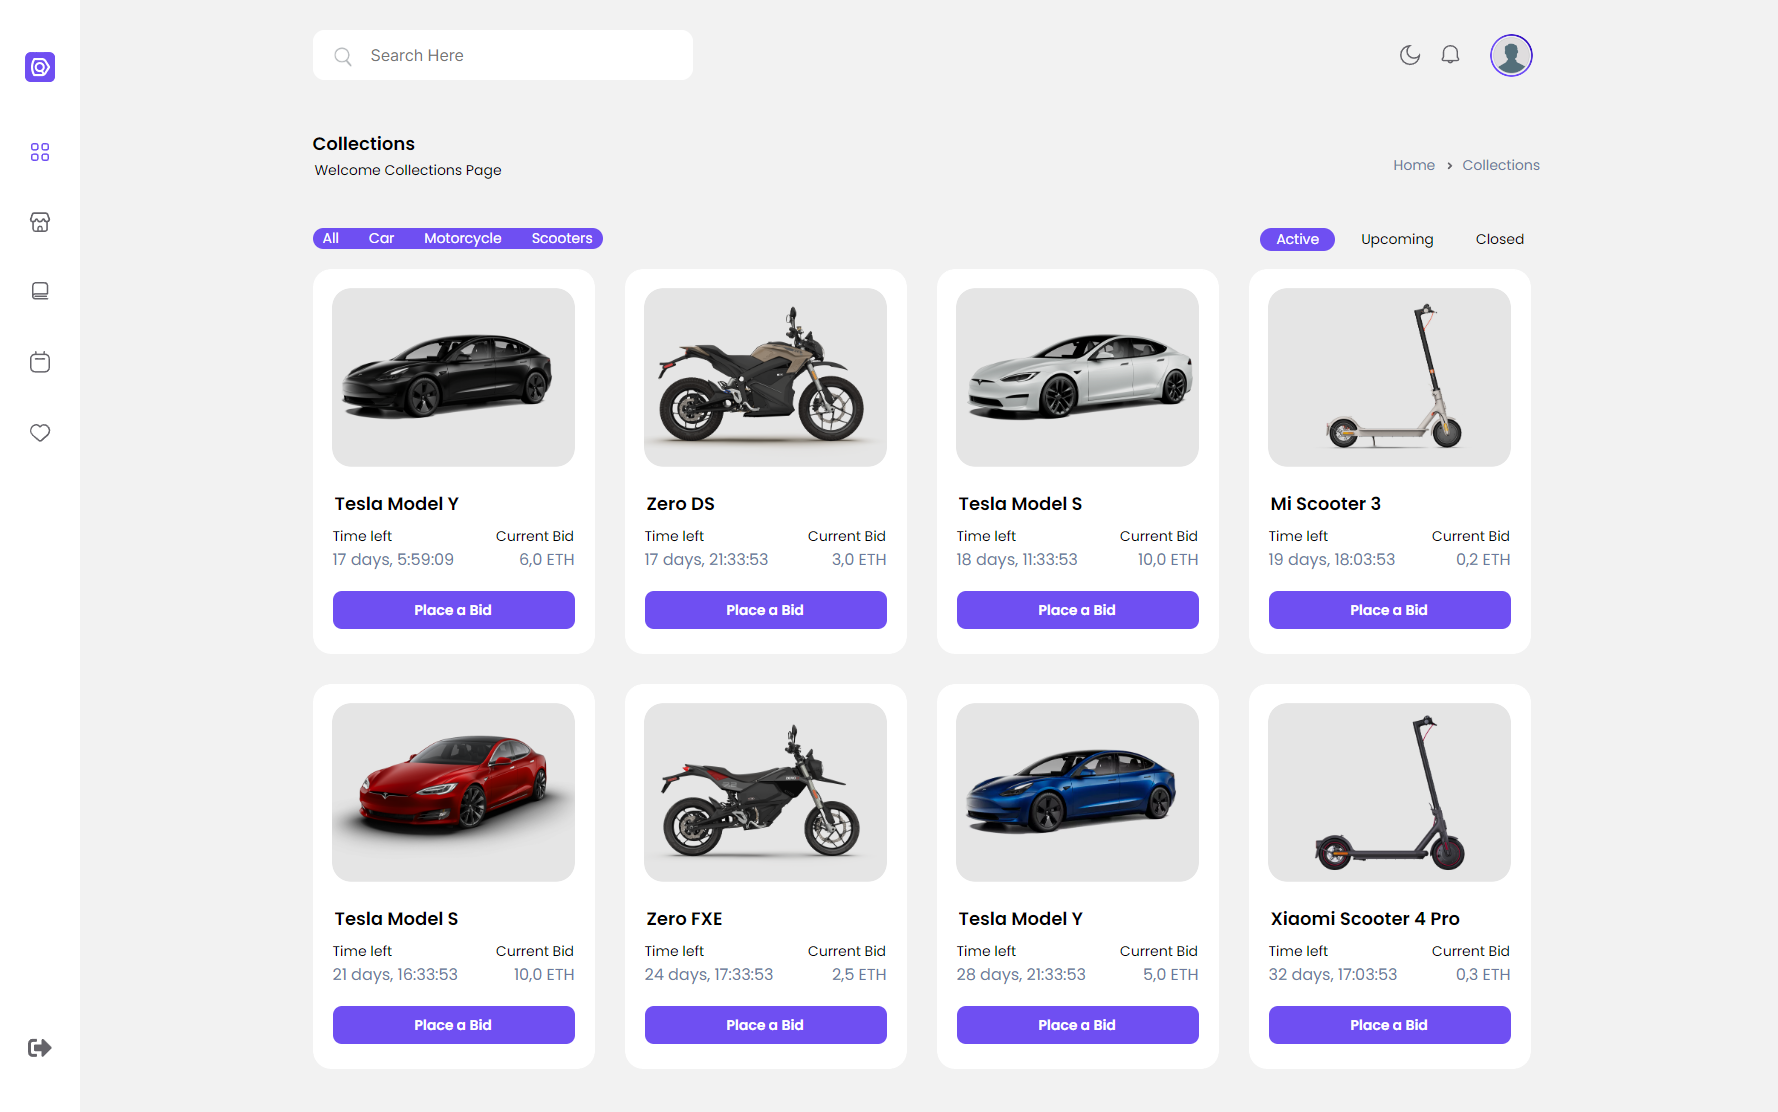 Search Here
Collections
Welcome Collections Page
Home > Collections
All Car Motorcycle Scooters
Active Upcoming Closed
Tesla Model Y
Time left Current Bid
17 days, 5:59:09 6,0 ETH
Place a Bid
Zero DS
Time left Current Bid
17 days, 21:33:53 3,0 ETH
Place a Bid
Tesla Model S
Time left Current Bid
18 days, 11:33:53 10,0 ETH
Place a Bid
Mi Scooter 3
Time left Current Bid
19 days, 18:03:53 0,2 ETH
Place a Bid
Tesla Model S
Time left Current Bid
21 days, 16:33:53 10,0 ETH
Place a Bid
Zero FXE
Time left Current Bid
24 days, 17:33:53 2,5 ETH
Place a Bid
Tesla Model Y
Time left Current Bid
28 days, 21:33:53 5,0 ETH
Place a Bid
Xiaomi Scooter 4 Pro
Time left Current Bid
32 days, 17:03:53 0,3 ETH
Place a Bid